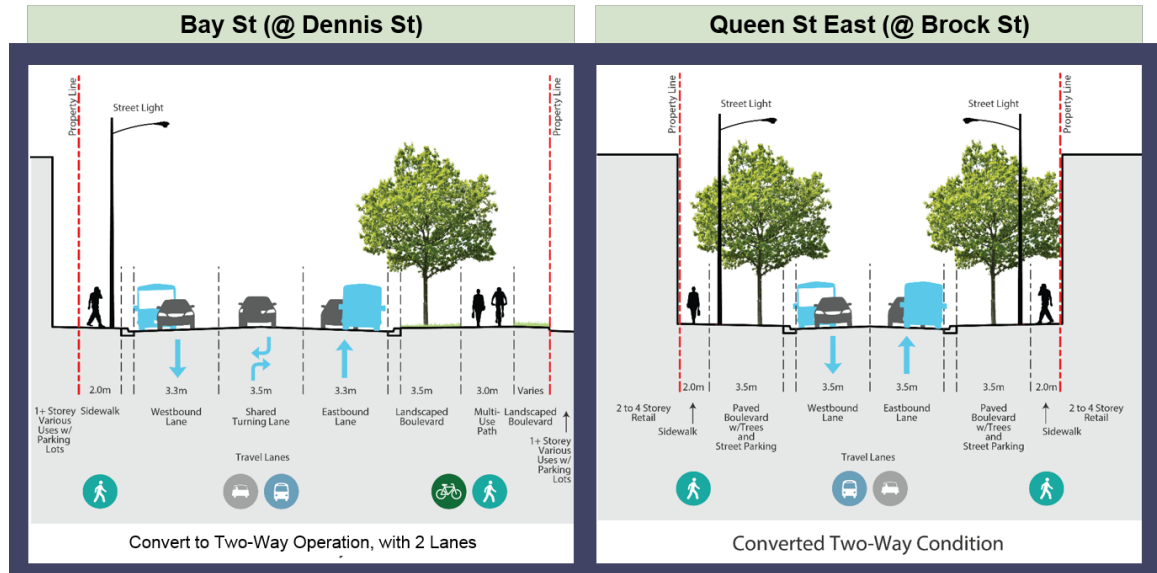 Bay St (@ Dennis St)
Property Line
Street Light
Property Line
2.0m
3.3m
3.5m
3.3m
3.5m
3.0m
Varies
1+ Storey
Various
Uses w/
Parking
Lots
Sidewalk
Westbound
Lane
Shared
Turning Lane
Eastbound
Lane
Landscaped
Boulevard
Multi-
Use
Path
Landscaped
Boulevard
1+ Storey
Various
Uses w/
Parking
Lots
Travel Lanes
Convert to Two-Way Operation, with 2 Lanes
Queen St East (@ Brock St)
Property Line
Street Light
Street Light
Property Line
2.0m
3.5m
3.5m
3.5m
3.5m
2.0m
2 to 4 Storey
Retail
Sidewalk
Paved
Boulevard
w/Trees
and
Street Parking
Westbound
Lane
Eastbound
Lane
Paved
Boulevard
w/Trees
and
Street Parking
Sidewalk
2 to 4 Storey
Retail
Travel Lanes
Converted Two-Way Condition